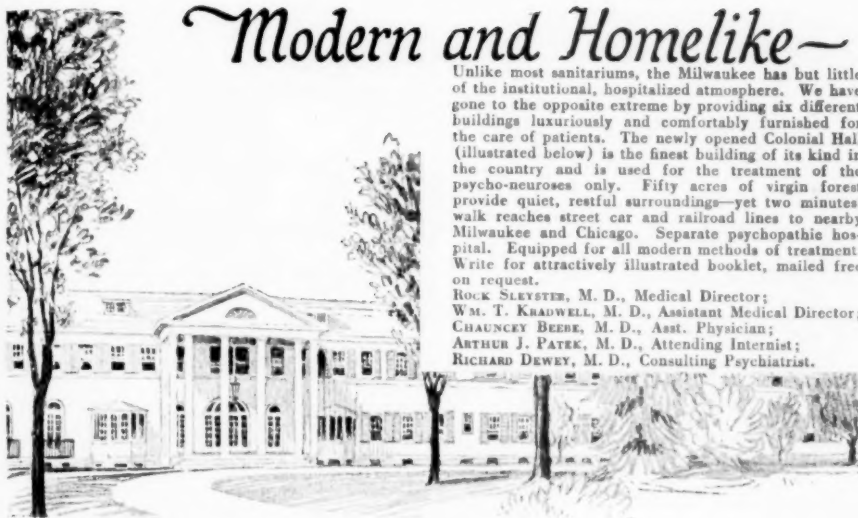 Modern and Homelike~
Unlike most sanitariums, the Milwaukee has but little
of the institutional, hospitalized atmosphere. We have
gone to the opposite extreme by providing six different
buildings luxuriously and comfortably furnished for
the care of patients. The newly opened Colonial Hall
(illustrated below) is the finest building of its kind in
the country and is used for the treatment of the
psycho-neuroses only. Fifty acres of virgin forest
provide quiet, restful surroundings—yet two minutes
walk reaches street car and railroad lines to nearby
Milwaukee and Chicago. Separate psychopathic hos-
pital. Equipped for all modern methods of treatment.
Write for attractively illustrated booklet, mailed free
on request.
ROCK SLEYSTER, M. D., Medical Director;
WM. T. KRADWELL, M. D., Assistant Medical Director;
CHAUNCEY BEEBE, M. D., Asst. Physician;
ARTHUR J. PATEK, M. D., Attending Internist;
RICHARD DEWEY, M. D., Consulting Psychiatrist.